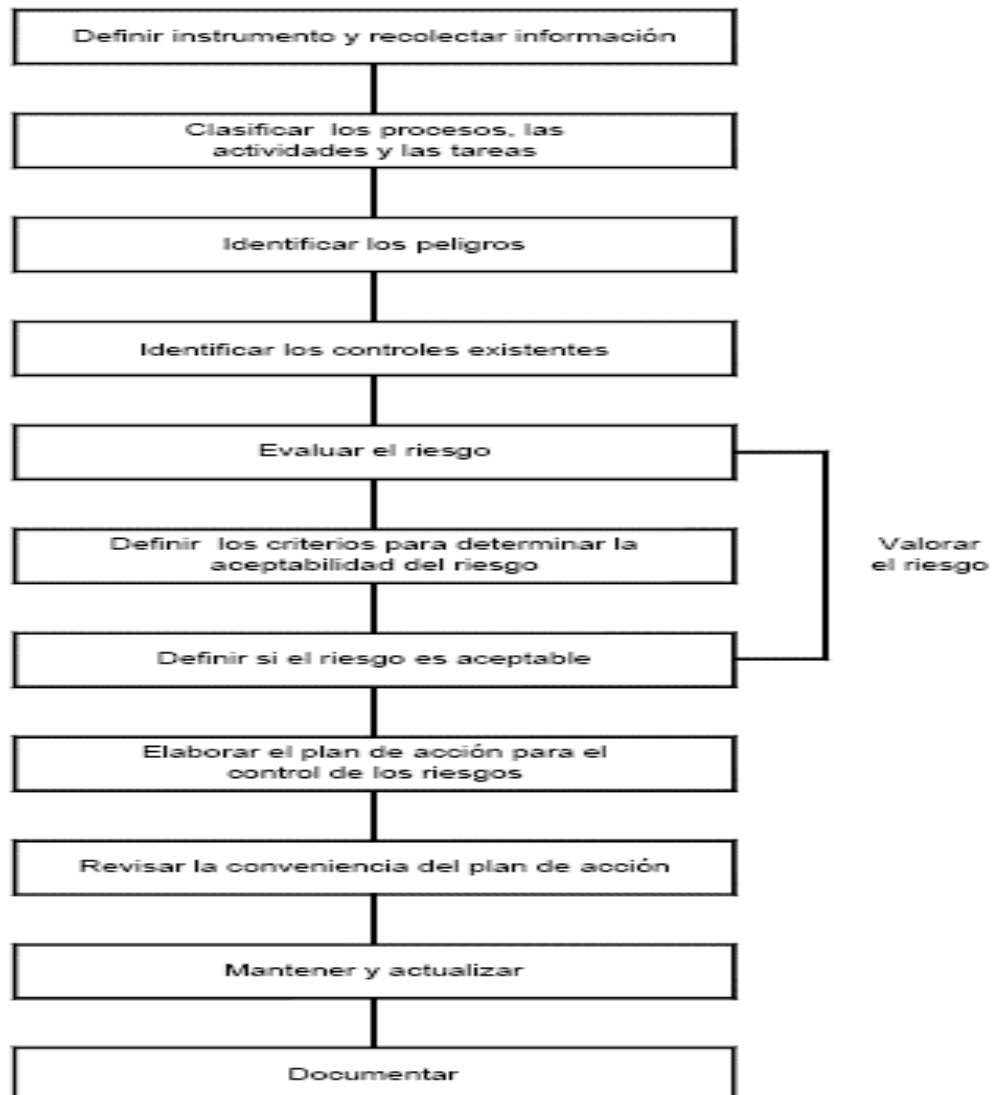 Definir instrumento y recolectar información
Clasificar los procesos, las
actividades y las tareas
Identificar los peligros
Identificar los controles existentes
Evaluar el riesgo
Definir los criterios para determinar la
aceptabilidad del riesgo
Valorar
el riesgo
Definir si el riesgo es aceptable
Elaborar el plan de acción para el
control de los riesgos
Revisar la conveniencia del plan de acción
Mantener y actualizar
Documentar